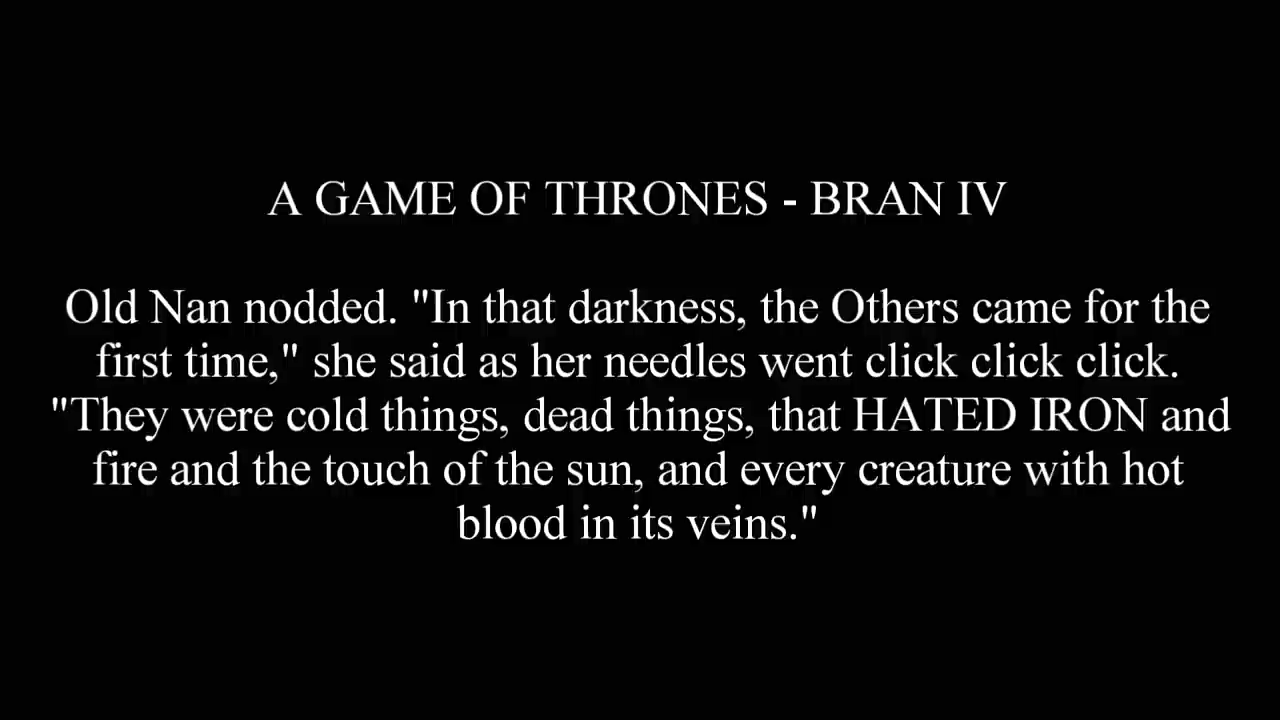 A GAME OF THRONES - BRAN IV
Old Nan nodded. "In that darkness, the Others came for the
first time," she said as her needles went click click click.
"They were cold things, dead things, that HATED IRON and
fire and the touch of the sun, and every creature with hot
blood in its veins."